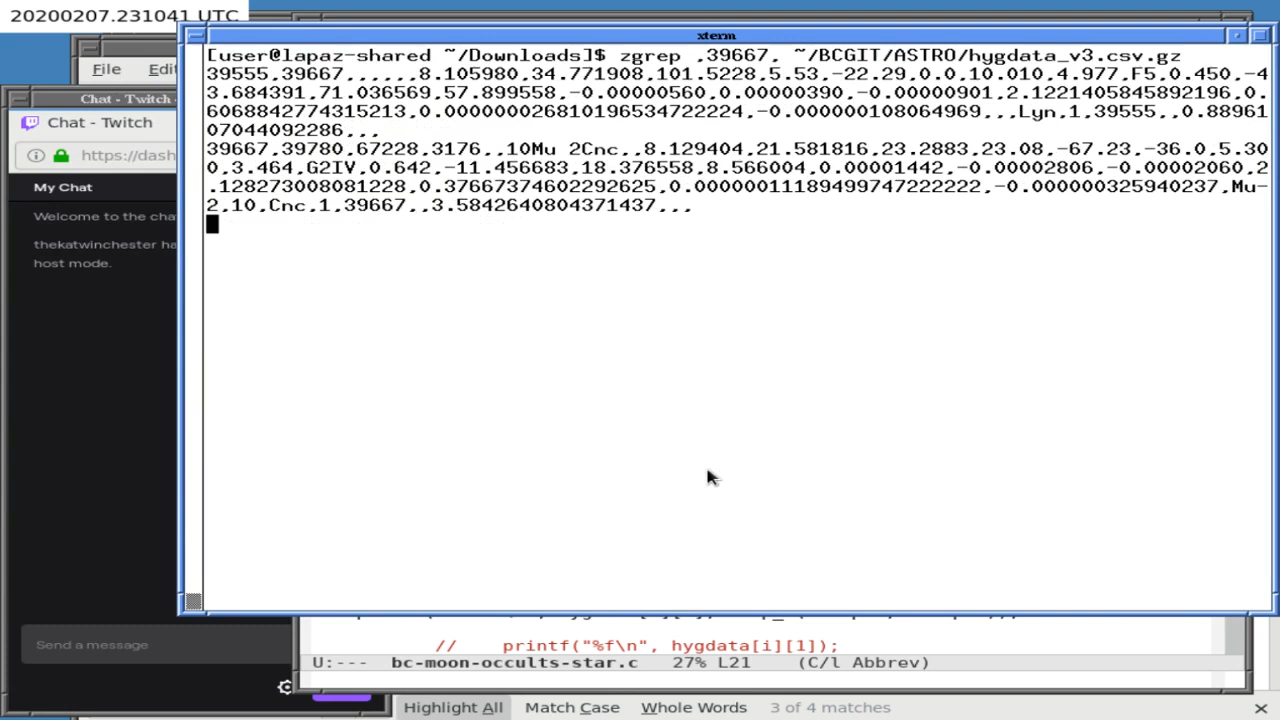 20200207.231041 UTC
xterm
[user@lapaz-shared ~/Downloads]$ zgrep ,39667, ~/BCGIT/ASTRO/hygdata_v3.csv.gz
39555,39667,,,,,,8.105980,34.771908,101.5228,5.53,-22.29,0.0,10.010,4.977,F5,0.450,-4
3.684391,71.036569,57.899558,-0.00000560,0.00000390,-0.00000901,2.1221405845892196,0.
6068842774315213,0.00000002681019653472​2224,-0.000000108064969,,,Lyn,1,39555,,0.88961
07044092286,,,
39667,39780,67228,3176,,10Mu 2Cnc,,8.129404,21.581816,23.2883,23.08,-67.23,-36.0,5.30
0,3.464,G2IV,0.642,-11.456683,18.376558,8.566004,0.00001442,-0.00002806,-0.00002060,2
.128273008081228,0.37667374602292625,0.00000011189499747222222,-0.000000325940237,Mu-
2,10,Cnc,1,39667,,3.5842640804371437,,,
File Edi
Chat - Twitch -
Chat - Twitch
https://dash
My Chat
Welcome to the cha
thekatwinchester ha
host mode.
Send a message
// printf("%f\n", hygdata[i][1]);
U:--- bc-moon-occults-star.c 27% L21 (C/l Abbrev)
Highlight All Match Case Whole Words 3 of 4 matches